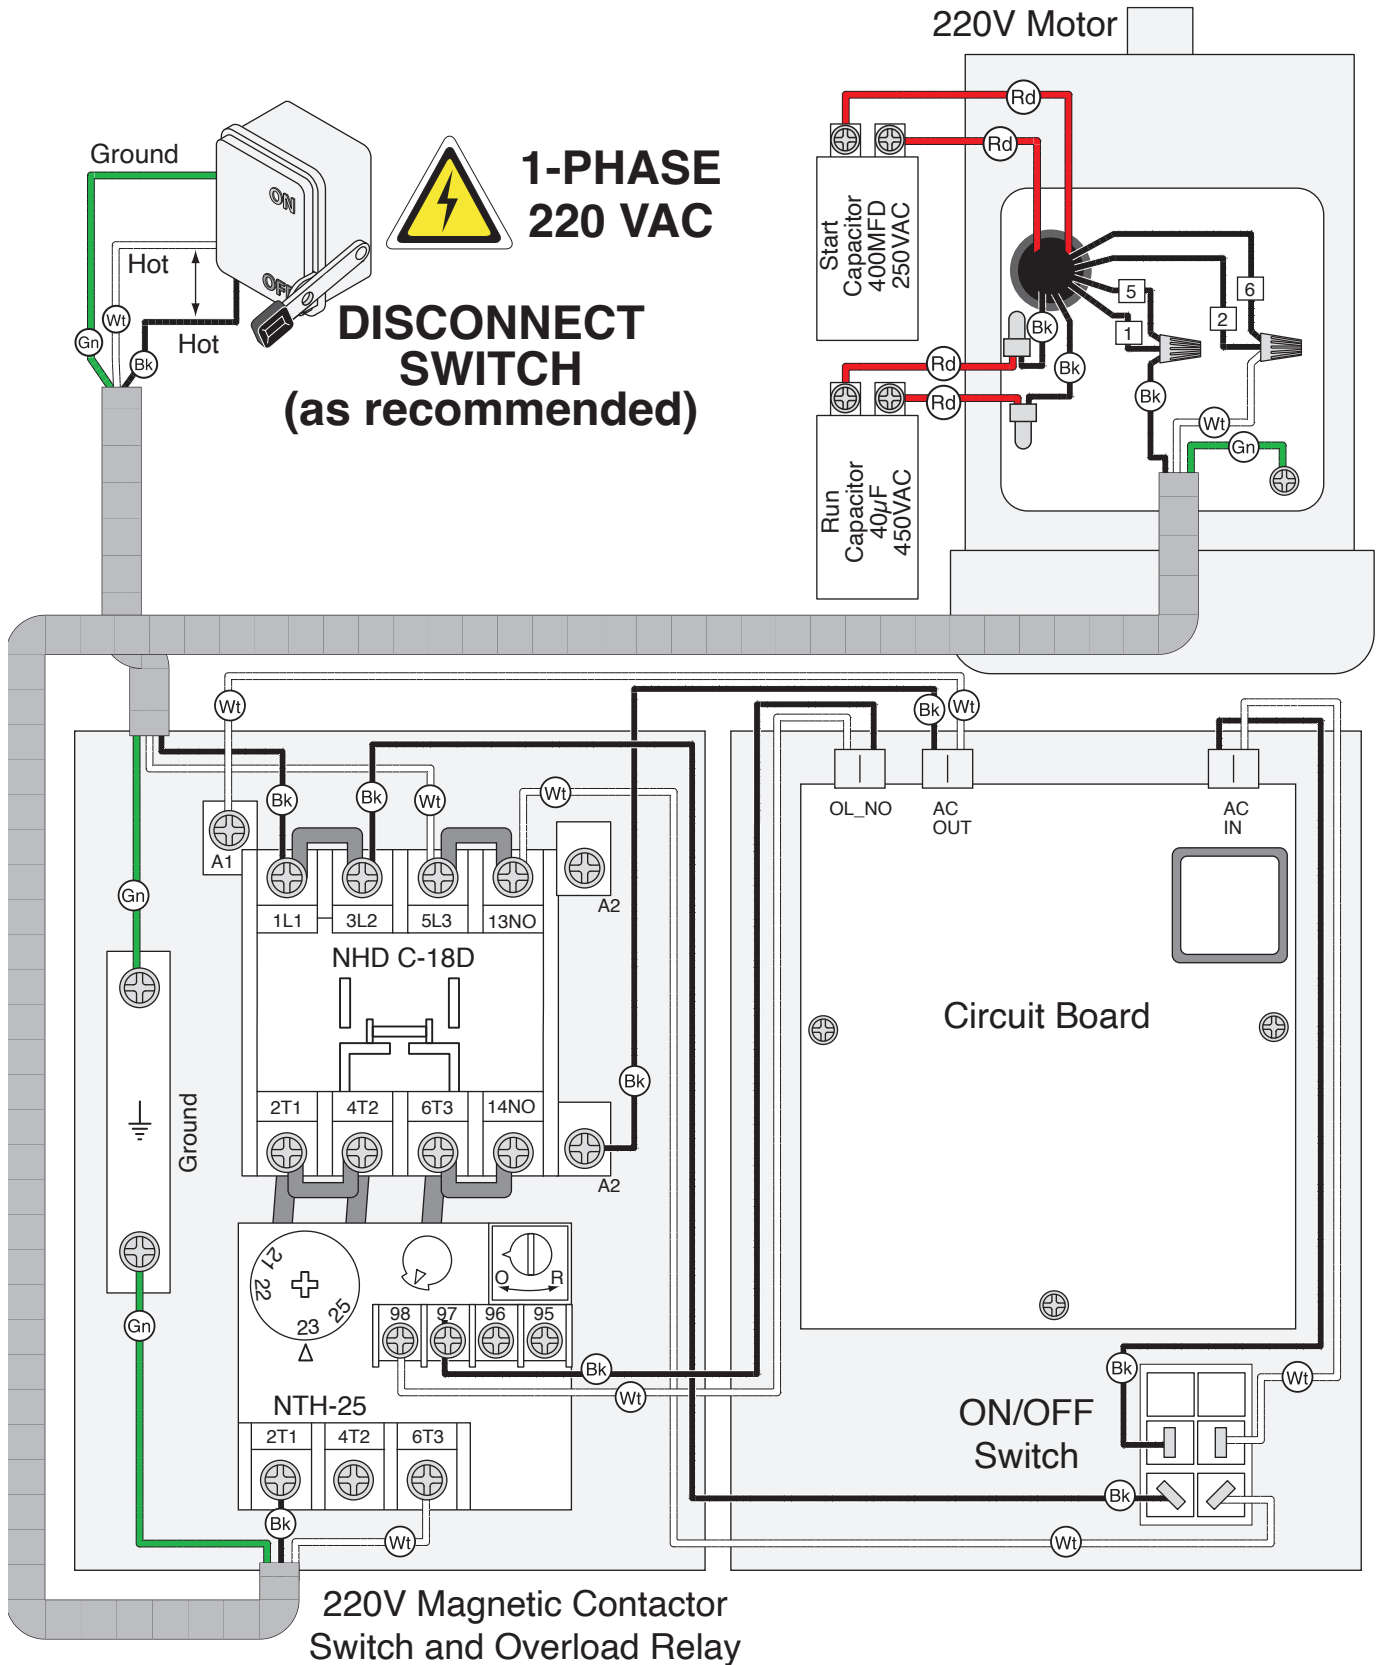 220V Motor
Rd
Rd
Ground
ON
OFF
1-PHASE
220 VAC
Hot
Hot
Wt
Gn
Bk
DISCONNECT
SWITCH
(as recommended)
Start
Capacitor
400MFD
250VAC
Rd
Rd
Run
Capacitor
40µF
450VAC
Bk
Bk
5
1
2
6
Bk
Wt
Gn
Wt
Bk
Wt
Bk
Bk
Wt
Wt
A1
A2
OL_NO
AC
OUT
AC
IN
1L1
3L2
5L3
13NO
NHD C-18D
Gn
Circuit Board
Bk
2T1
4T2
6T3
14NO
Ground
A2
21
22
23
25
O
R
98
97
96
95
Gn
Bk
Wt
Bk
Wt
NTH-25
2T1
4T2
6T3
ON/OFF
Switch
Bk
Bk
Wt
Wt
220V Magnetic Contactor
Switch and Overload Relay